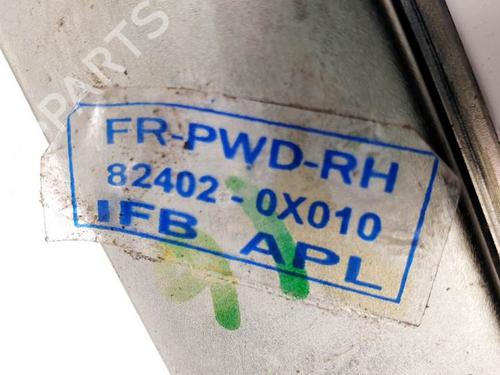 PARTS
FR-PWD-RH
82402-0X010
IFB APL